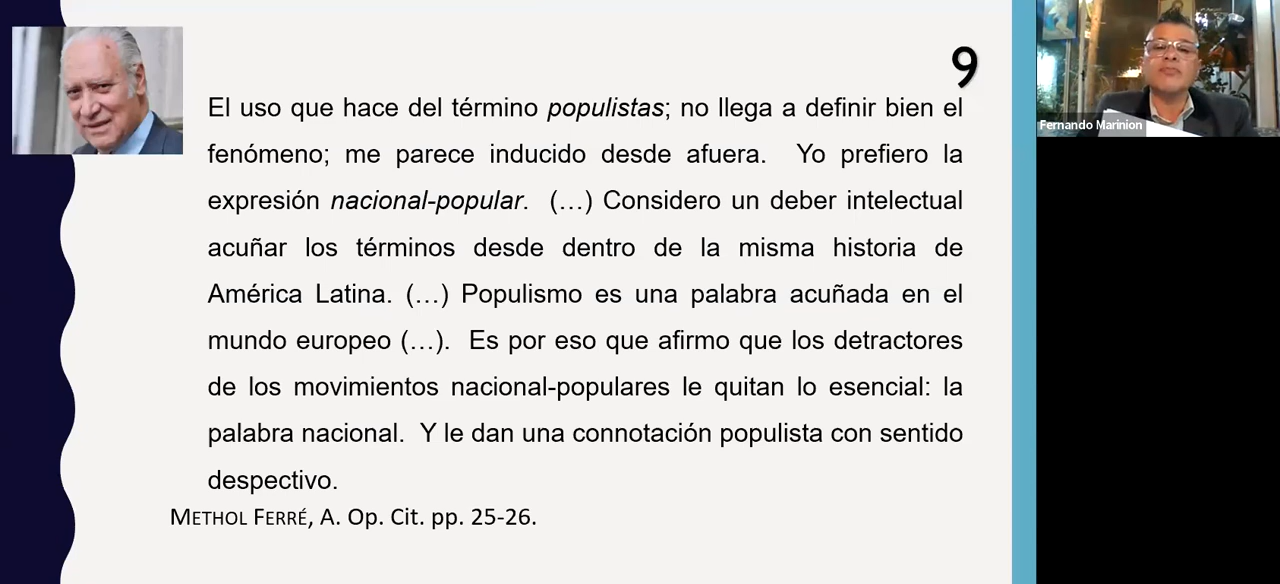 9
El uso que hace del término populistas; no llega a definir bien el
fenómeno; me parece inducido desde afuera. Yo prefiero la
expresión nacional-popular. (…) Considero un deber intelectual
acuñar los términos desde dentro de la misma historia de
América Latina. (…) Populismo es una palabra acuñada en el
mundo europeo (…). Es por eso que afirmo que los detractores
de los movimientos nacional-populares le quitan lo esencial: la
palabra nacional. Y le dan una connotación populista con sentido
despectivo.
METHOL FERRÉ, A. Op. Cit. pp. 25-26.
Fernando Marinion